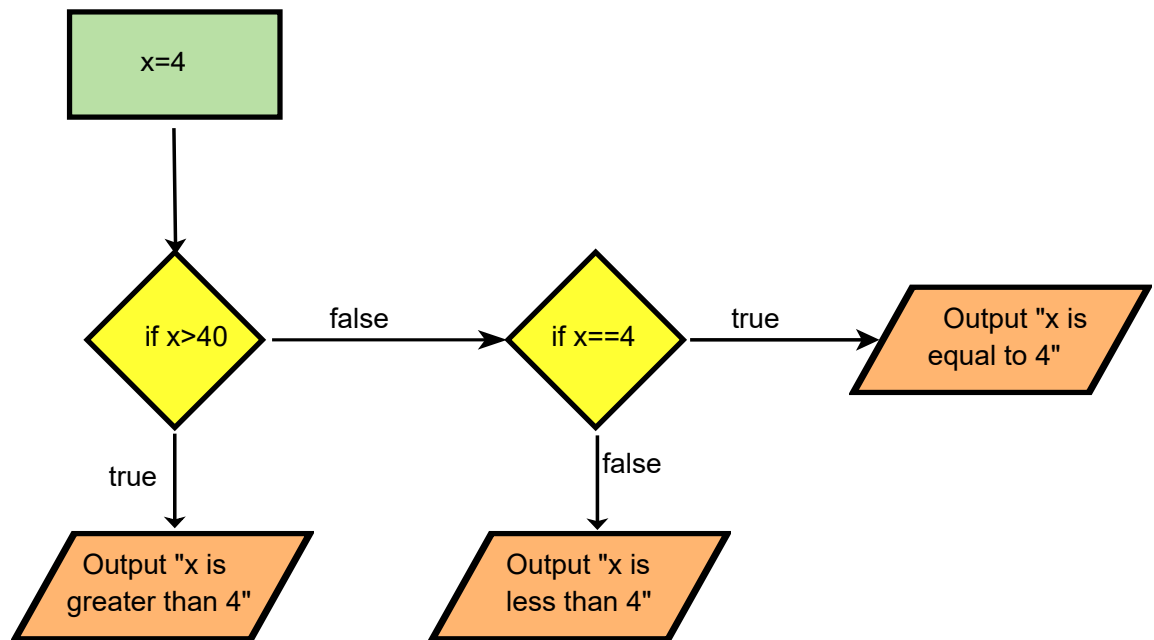 x=4
if x>40
false
if x==4
true
Output "x is
equal to 4"
true
false
Output "x is
greater than 4"
Output "x is
less than 4"